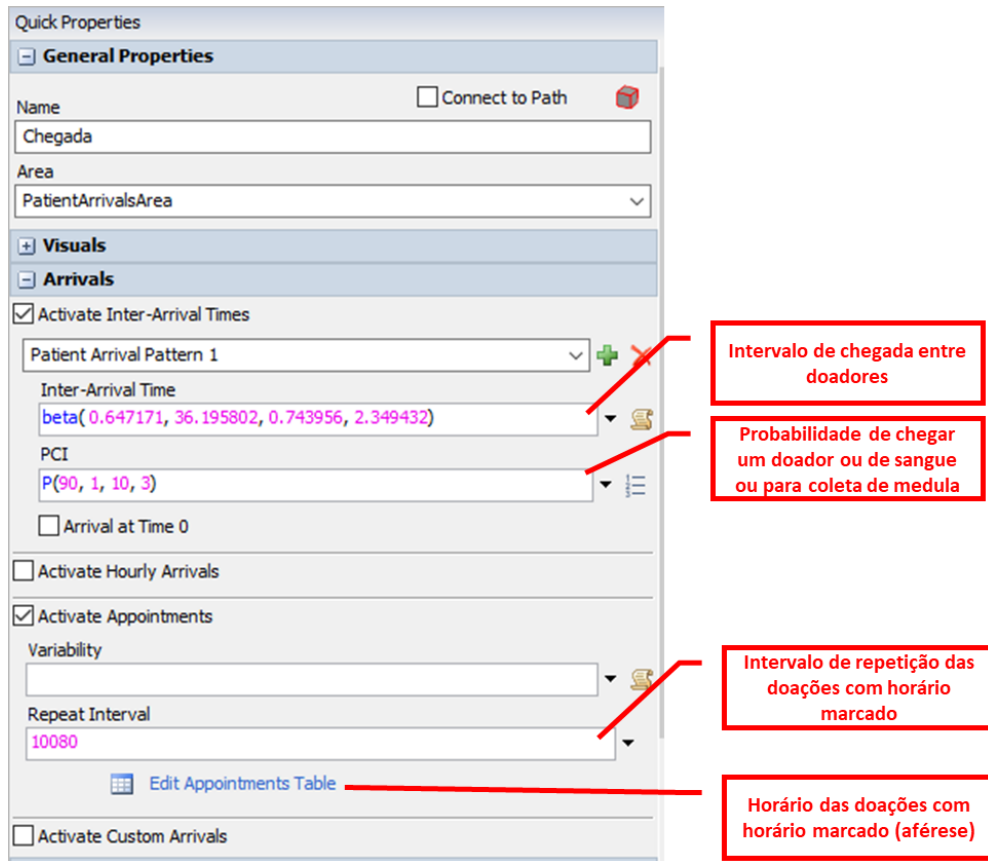 Quick Properties
General Properties
Connect to Path
Name
Chegada
Area
PatientArrivalsArea
Visuals
Arrivals
Activate Inter-Arrival Times
Patient Arrival Pattern 1
Inter-Arrival Time
beta( 0.647171, 36.195802, 0.743956, 2.349432)
PCI
P(90, 1, 10, 3)
Arrival at Time 0
Activate Hourly Arrivals
Activate Appointments
Variability
Repeat Interval
10080
Edit Appointments Table
Activate Custom Arrivals
Intervalo de chegada entre
doadores
Probabilidade de chegar
um doador ou de sangue
ou para coleta de medula
Intervalo de repetição das
doações com horário
marcado
Horário das doações com
horário marcado (aférese)